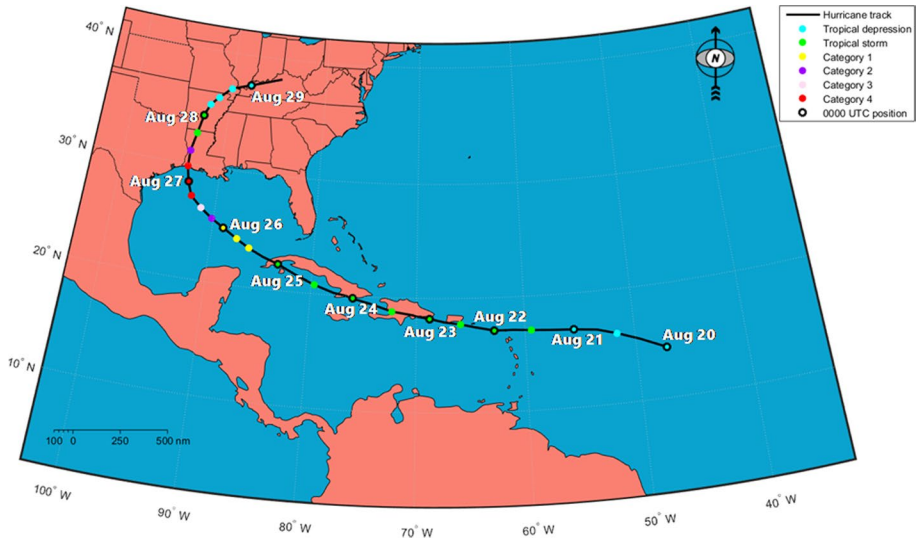 Hurricane track
Tropical depression
Tropical storm
Category 1
Category 2
Category 3
Category 4
0000 UTC position
N
40° N
30° N
20° N
10° N
Aug 29
Aug 28
Aug 27
Aug 26
Aug 25
Aug 24
Aug 23
Aug 22
Aug 21
Aug 20
100 0 250 500 nm
100° W
90° W
80° W
70° W
60° W
50° W
40° W